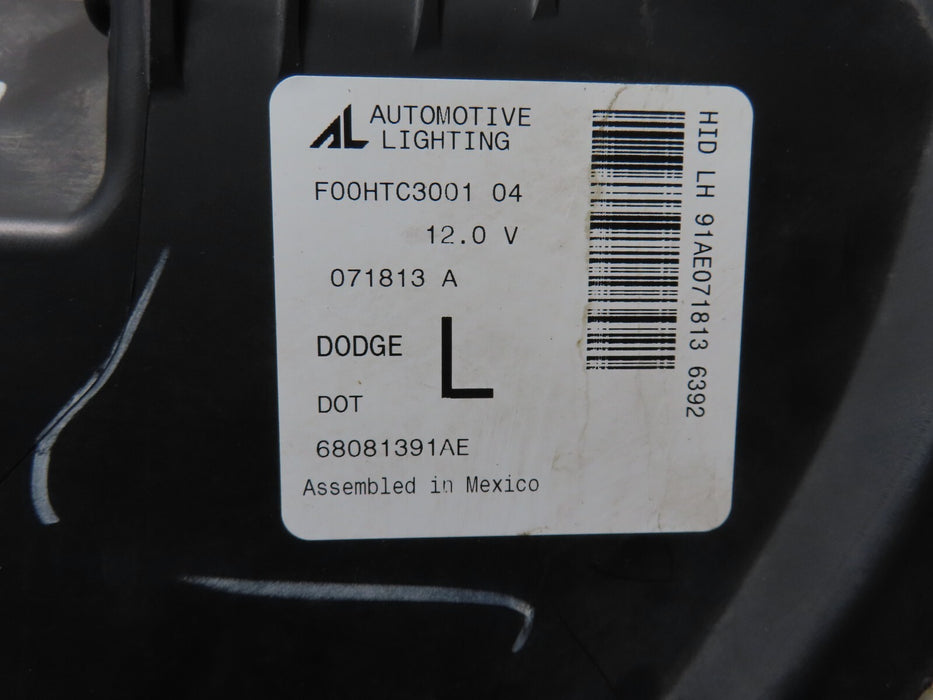 AL AUTOMOTIVE
LIGHTING
F00HTC3001 04
12.0 V
071813 A
DODGE L
DOT
68081391AE
Assembled in Mexico
HID LH 91AE071813 6392